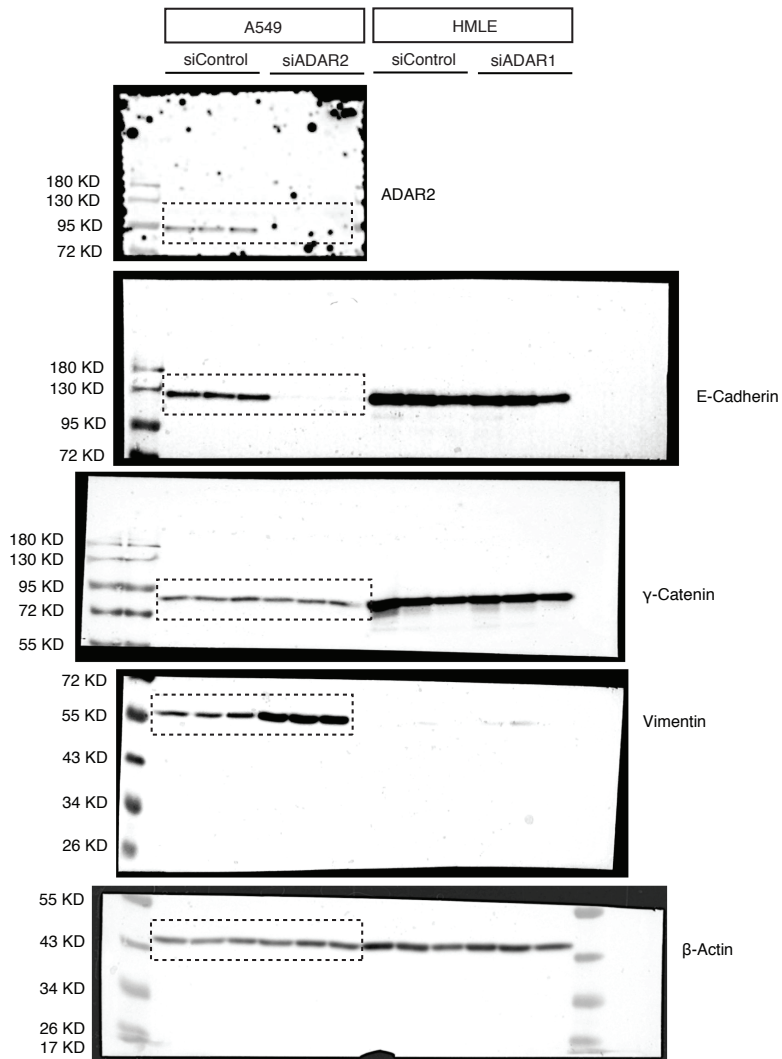 A549 HMLE
siControl siADAR2 siControl siADAR1
180 KD
130 KD
95 KD
72 KD
ADAR2
180 KD
130 KD
95 KD
72 KD
E-Cadherin
180 KD
130 KD
95 KD
72 KD
55 KD
γ-Catenin
72 KD
55 KD
43 KD
34 KD
26 KD
Vimentin
55 KD
43 KD
34 KD
26 KD
17 KD
β-Actin